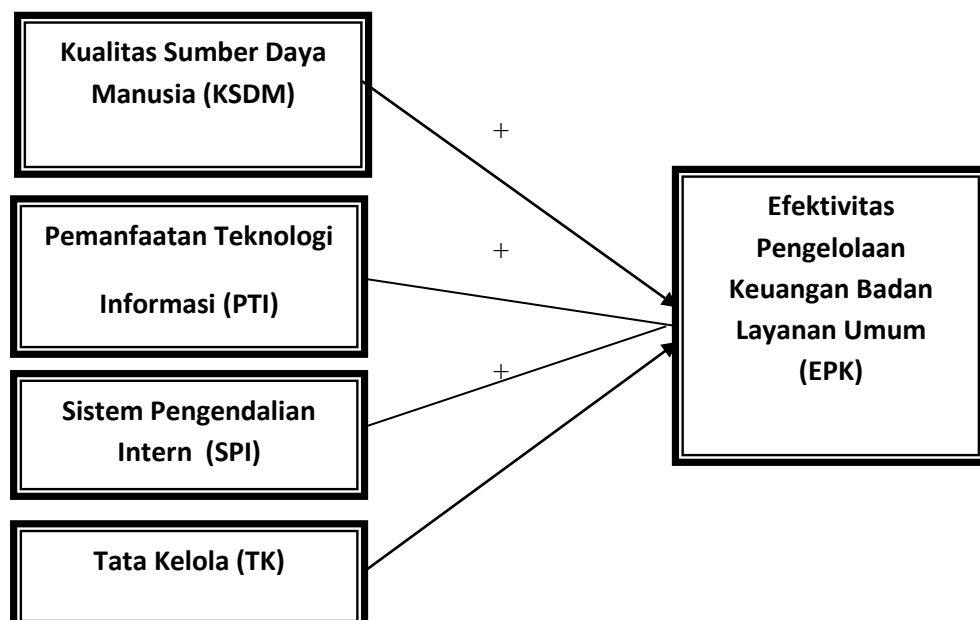 Kualitas Sumber Daya
Manusia (KSDM)
+
Pemanfaatan Teknologi
Informasi (PTI)
+
Sistem Pengendalian
Intern (SPI)
+
Tata Kelola (TK)
Efektivitas
Pengelolaan
Keuangan Badan
Layanan Umum
(EPK)